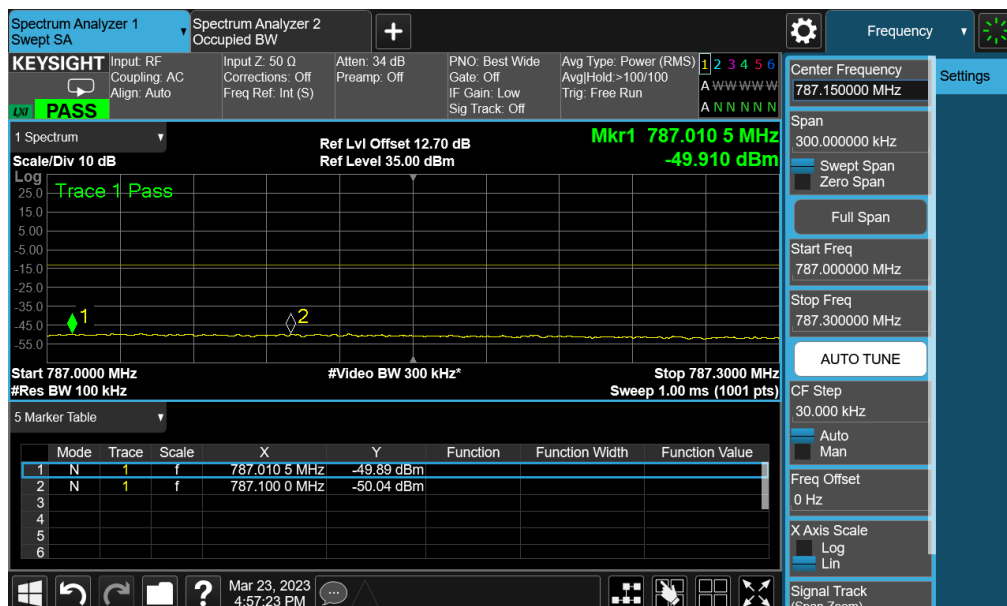 Spectrum Analyzer 1
Swept SA
Spectrum Analyzer 2
Occupied BW
+
Frequency
KEYSIGHT
LXI PASS
Input: RF
Coupling: AC
Align: Auto
Input Z: 50 Ω
Corrections: Off
Freq Ref: Int (S)
Atten: 34 dB
Preamp: Off
PNO: Best Wide
Gate: Off
IF Gain: Low
Sig Track: Off
Avg Type: Power (RMS)
Avg|Hold:>100/100
Trig: Free Run
1 2 3 4 5 6
A W W W W W
A N N N N N
1 Spectrum
Scale/Div 10 dB
Ref Lvl Offset 12.70 dB
Ref Level 35.00 dBm
Mkr1 787.010 5 MHz
-49.910 dBm
Log
Trace 1 Pass
25.0
15.0
5.00
-5.00
-15.0
-25.0
-35.0
-45.0
-55.0
1
2
Start 787.0000 MHz
#Video BW 300 kHz*
Stop 787.3000 MHz
#Res BW 100 kHz
Sweep 1.00 ms (1001 pts)
5 Marker Table
Mode Trace Scale X Y Function Function Width Function Value
1 N 1 f 787.010 5 MHz -49.89 dBm
2 N 1 f 787.100 0 MHz -50.04 dBm
3
4
5
6
Center Frequency
787.150000 MHz
Settings
Span
300.000000 kHz
Swept Span
Zero Span
Full Span
Start Freq
787.000000 MHz
Stop Freq
787.300000 MHz
AUTO TUNE
CF Step
30.000 kHz
Auto
Man
Freq Offset
0 Hz
X Axis Scale
Log
Lin
Signal Track
(Span Zoom)
?
Mar 23, 2023
4:57:23 PM